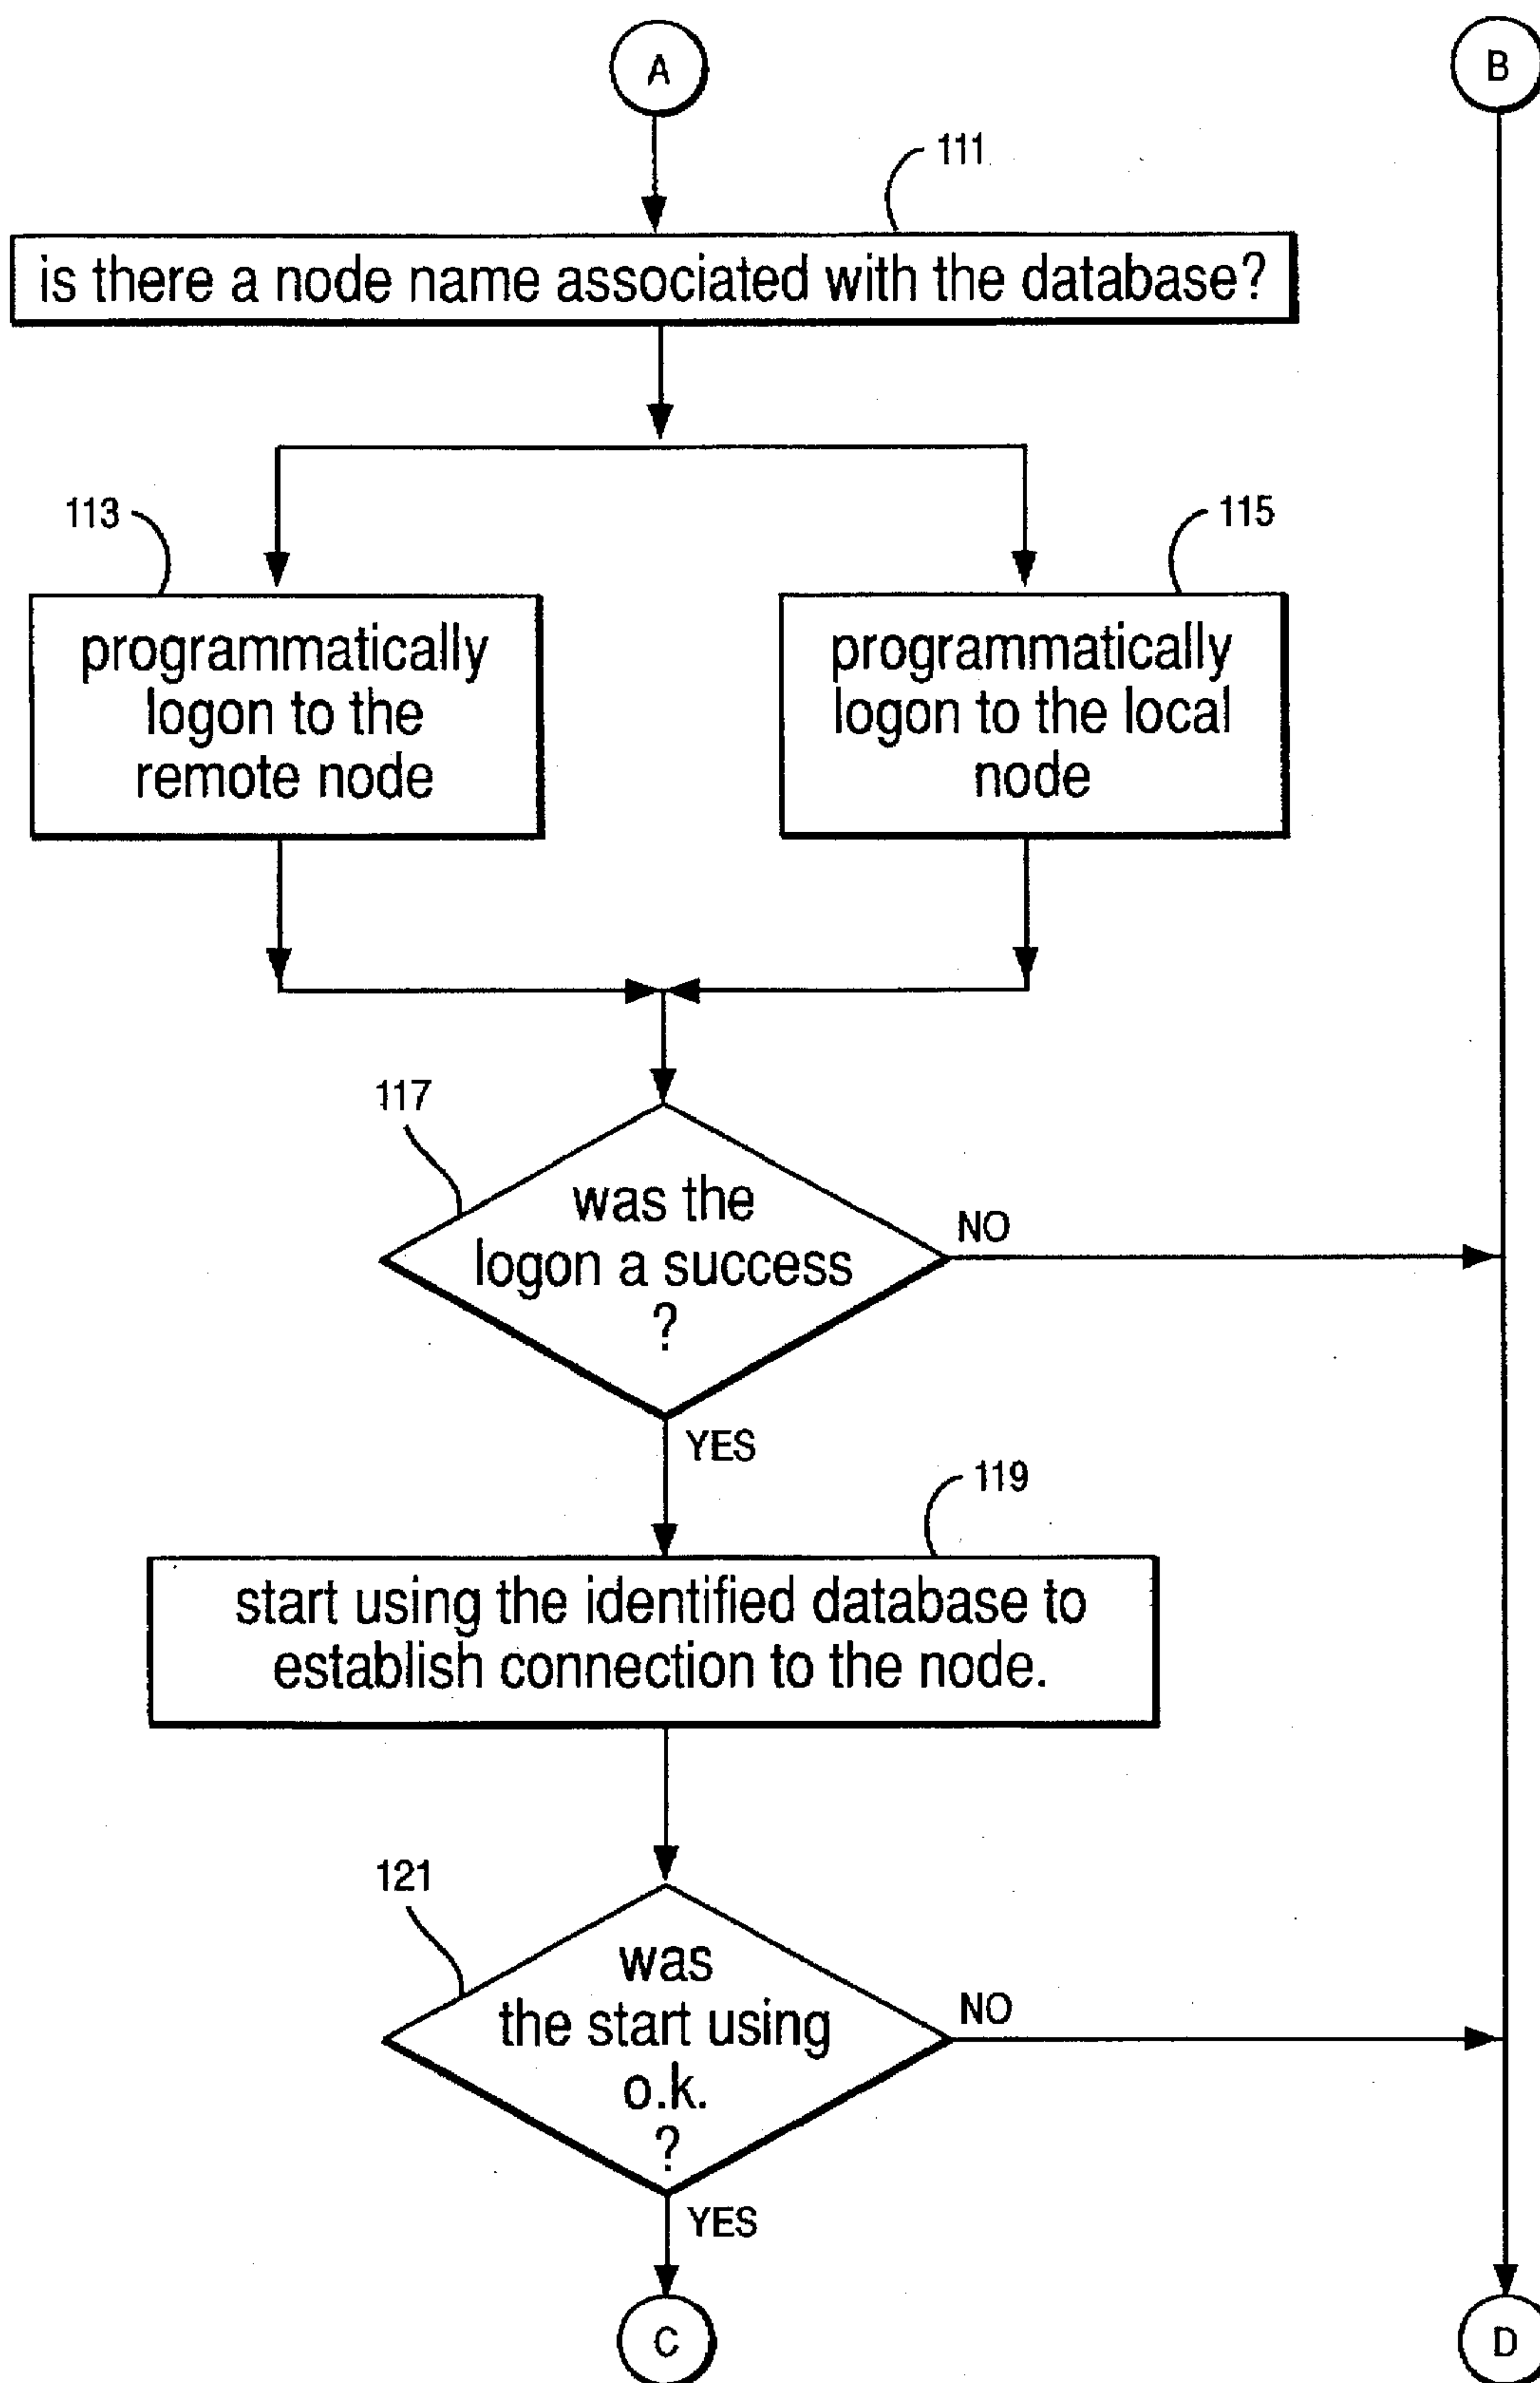 A
B
111
is there a node name associated with the database?
113
115
programmatically
logon to the
remote node
programmatically
logon to the local
node
117
was the
logon a success
?
NO
YES
119
start using the identified database to
establish connection to the node.
121
was
the start using
o.k.
?
NO
YES
C
D